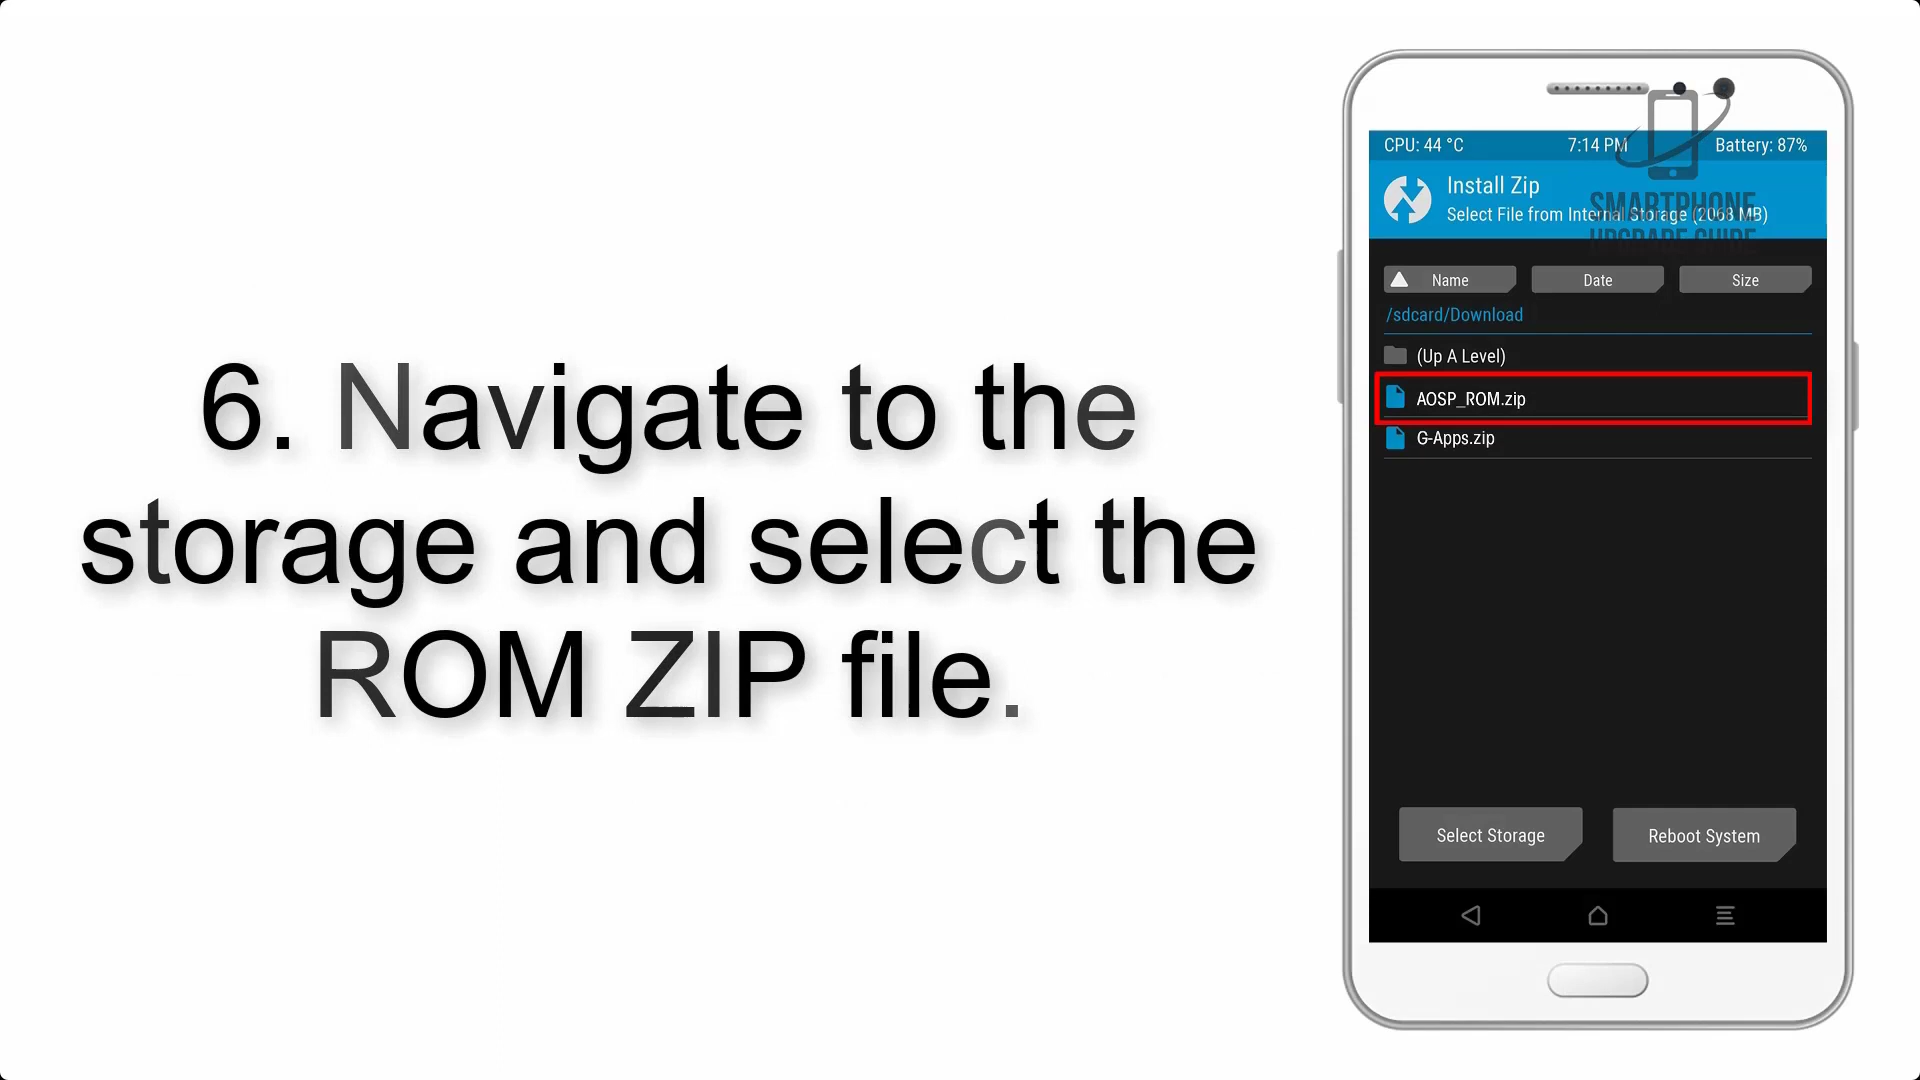 6. Navigate to the
storage and select the
ROM ZIP file.
CPU: 44 °C
7:14 PM
Battery: 87%
Install Zip
Select File from Internal Storage (2068 MB)
SMARTPHONE
UPGRADE GUIDE
Name
Date
Size
/sdcard/Download
(Up A Level)
AOSP_ROM.zip
G-Apps.zip
Select Storage
Reboot System